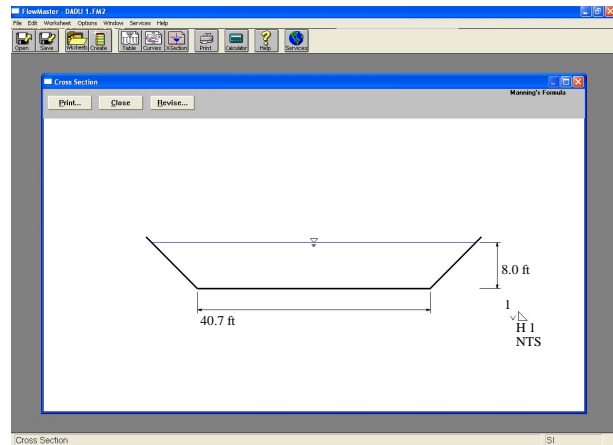 FlowMaster - DADU 1.FM2
File Edit Worksheet Options Window Services Help
Open Save Wksheets Create Table Curves XSection Print Calculator Help Services
Cross Section
Manning's Formula
Print... Close Revise...
8.0 ft
40.7 ft
1
V
H 1
NTS
Cross Section SI